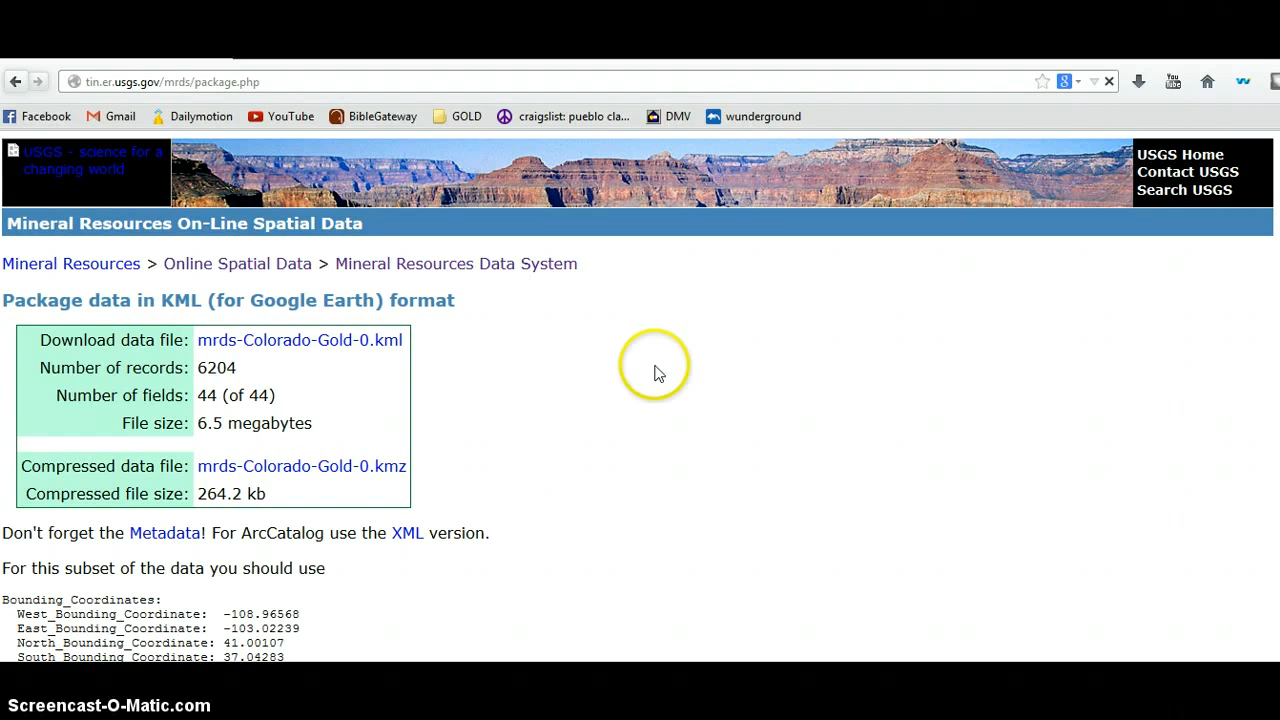 tin.er.usgs.gov/mrds/package.php
Facebook Gmail Dailymotion YouTube BibleGateway GOLD craigslist: pueblo cla... DMV wunderground
USGS - science for a changing world
USGS Home
Contact USGS
Search USGS
Mineral Resources On-Line Spatial Data
Mineral Resources > Online Spatial Data > Mineral Resources Data System
Package data in KML (for Google Earth) format
Download data file: mrds-Colorado-Gold-0.kml
Number of records: 6204
Number of fields: 44 (of 44)
File size: 6.5 megabytes
Compressed data file: mrds-Colorado-Gold-0.kmz
Compressed file size: 264.2 kb
Don't forget the Metadata! For ArcCatalog use the XML version.
For this subset of the data you should use
Bounding_Coordinates:
West_Bounding_Coordinate: -108.96568
East_Bounding_Coordinate: -103.02239
North_Bounding_Coordinate: 41.00107
South_Bounding_Coordinate: 37.04283
Screencast-O-Matic.com